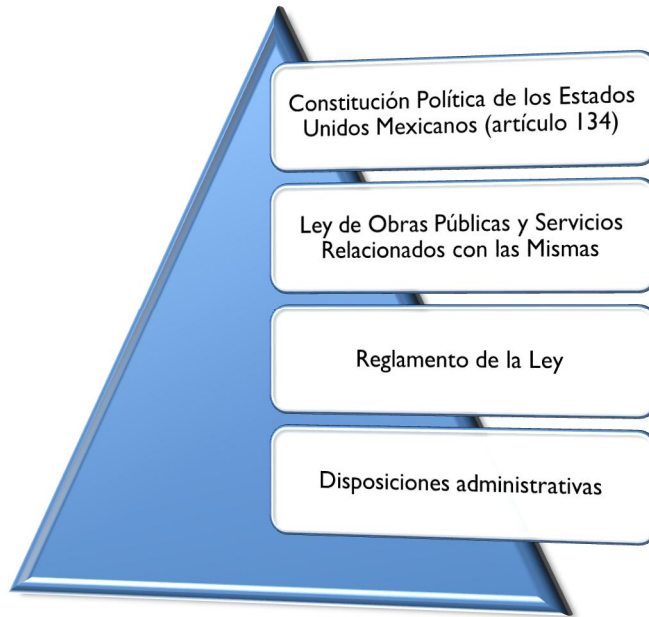 Constitución Política de los Estados
Unidos Mexicanos (artículo 134)
Ley de Obras Públicas y Servicios
Relacionados con las Mismas
Reglamento de la Ley
Disposiciones administrativas